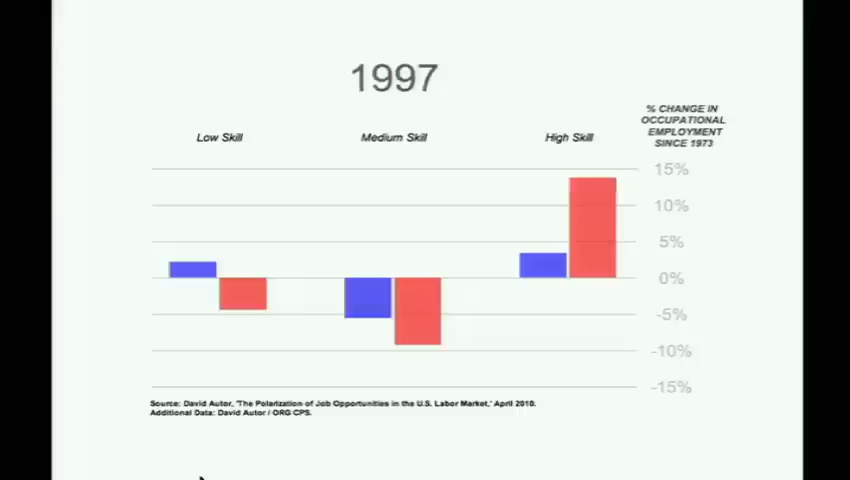 1997
% CHANGE IN
OCCUPATIONAL
EMPLOYMENT
SINCE 1973
Low Skill
Medium Skill
High Skill
15%
10%
5%
0%
-5%
-10%
-15%
Source: David Autor, 'The Polarization of Job Opportunities in the U.S. Labor Market,' April 2010.
Additional Data: David Autor / ORG CPS.